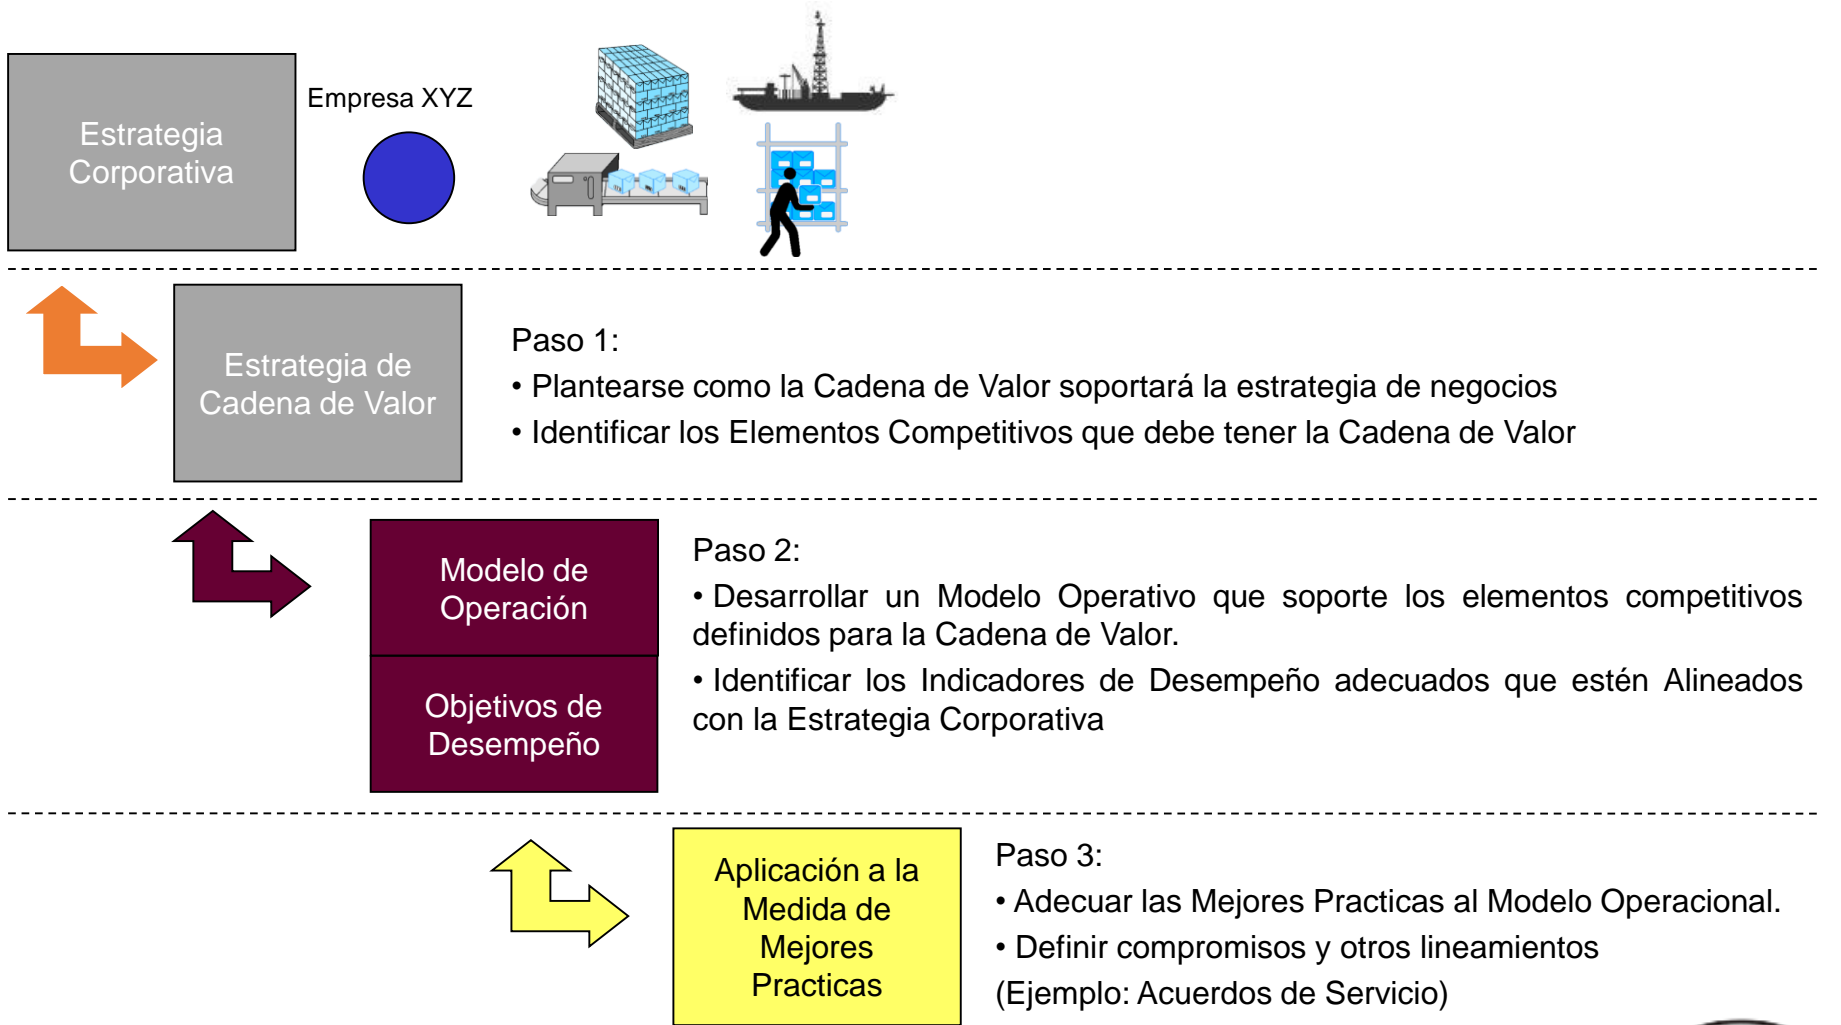 Estrategia
Corporativa
Empresa XYZ
Estrategia de
Cadena de Valor
Paso 1:
• Plantearse como la Cadena de Valor soportará la estrategia de negocios
• Identificar los Elementos Competitivos que debe tener la Cadena de Valor
Modelo de
Operación
Objetivos de
Desempeño
Paso 2:
• Desarrollar un Modelo Operativo que soporte los elementos competitivos
definidos para la Cadena de Valor.
• Identificar los Indicadores de Desempeño adecuados que estén Alineados
con la Estrategia Corporativa
Aplicación a la
Medida de
Mejores
Practicas
Paso 3:
• Adecuar las Mejores Practicas al Modelo Operacional.
• Definir compromisos y otros lineamientos
(Ejemplo: Acuerdos de Servicio)